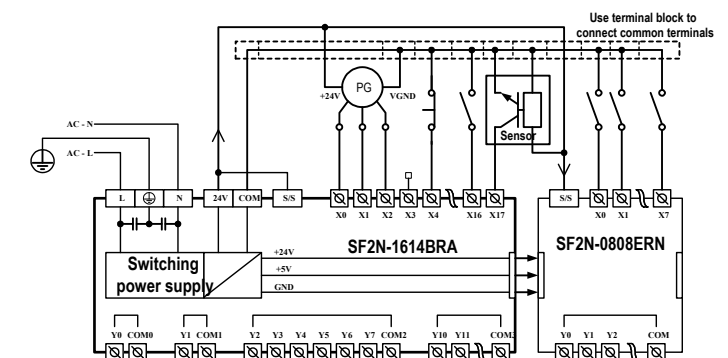 Use terminal block to
connect common terminals
+24V
PG
VGND
Sensor
AC - N
AC - L
L
N
24V
COM
S/S
X0
X1
X2
X3
X4
X16
X17
S/S
X0
X1
X7
SF2N-1614BRA
SF2N-0808ERN
Switching
power supply
+24V
+5V
GND
Y0 COM0
Y1 COM1
Y2 Y3 Y4 Y5 Y6 Y7 COM2
Y10 Y11
COM3
Y0 Y1 Y2
COM